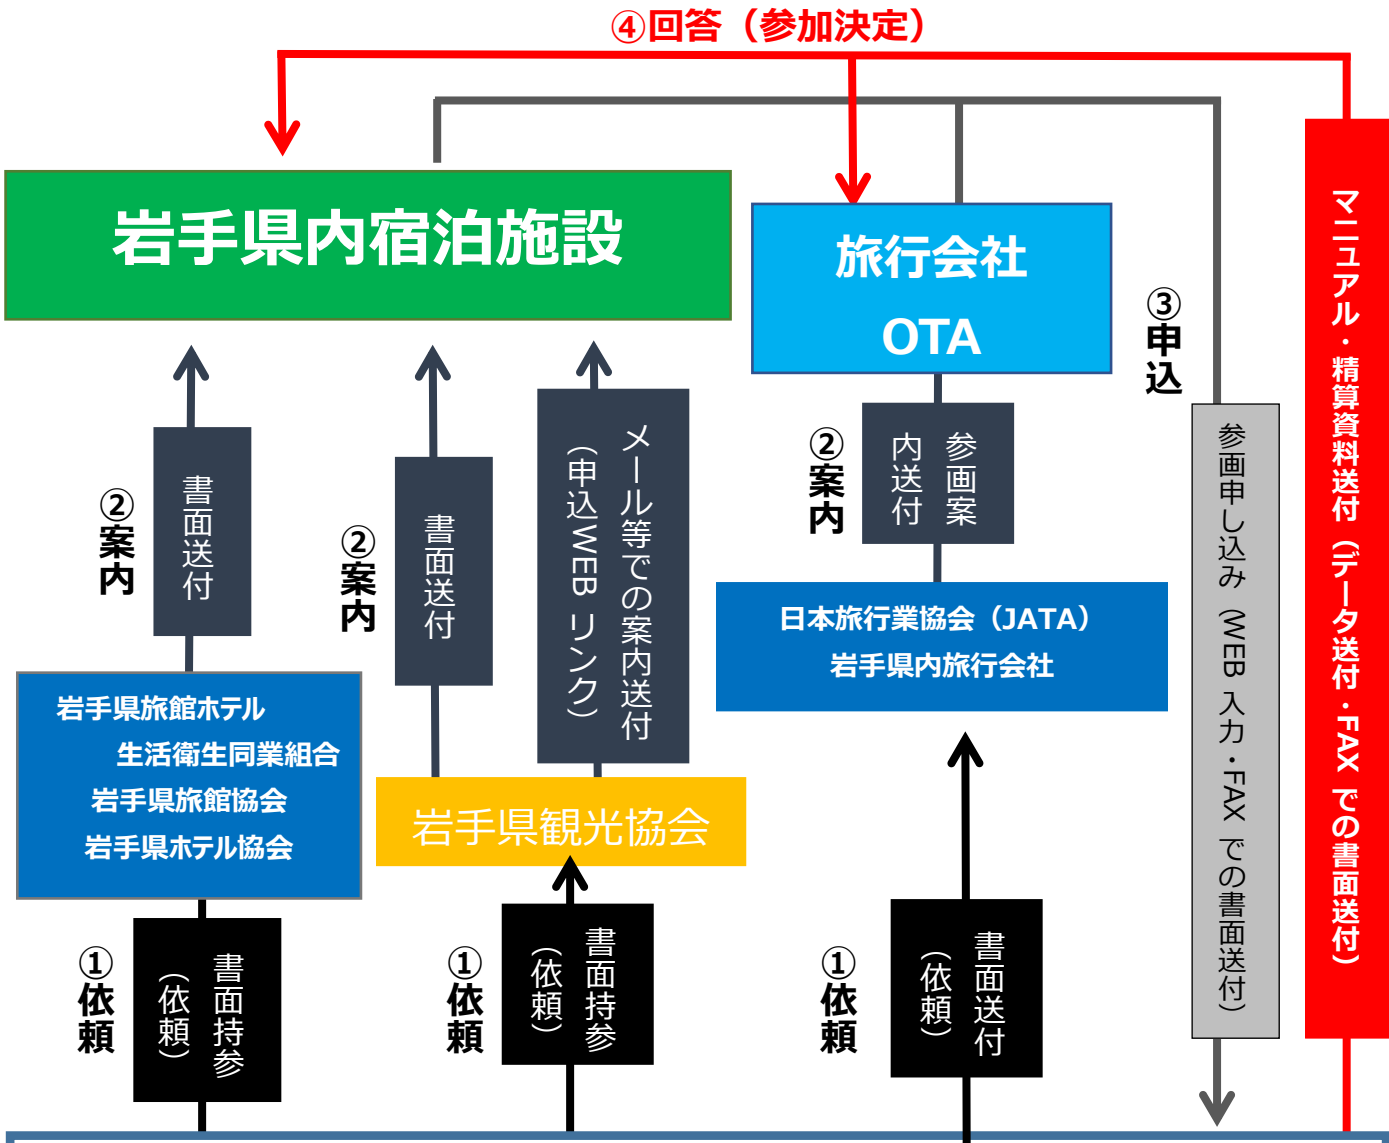 ④回答（参加決定）
岩手県内宿泊施設
旅行会社
OTA
③申込
マニュアル・精算資料送付（データ送付・FAX での書面送付）
参画申し込み（WEB 入力・FAX での書面送付）
②案内
書面送付
②案内
書面送付
メール等での案内送付
（申込WEB リンク）
②案内
参画案
内送付
岩手県旅館ホテル
生活衛生同業組合
岩手県旅館協会
岩手県ホテル協会
岩手県観光協会
日本旅行業協会（JATA）
岩手県内旅行会社
①依頼
書面持参
（依頼）
①依頼
書面持参
（依頼）
①依頼
書面送付
（依頼）